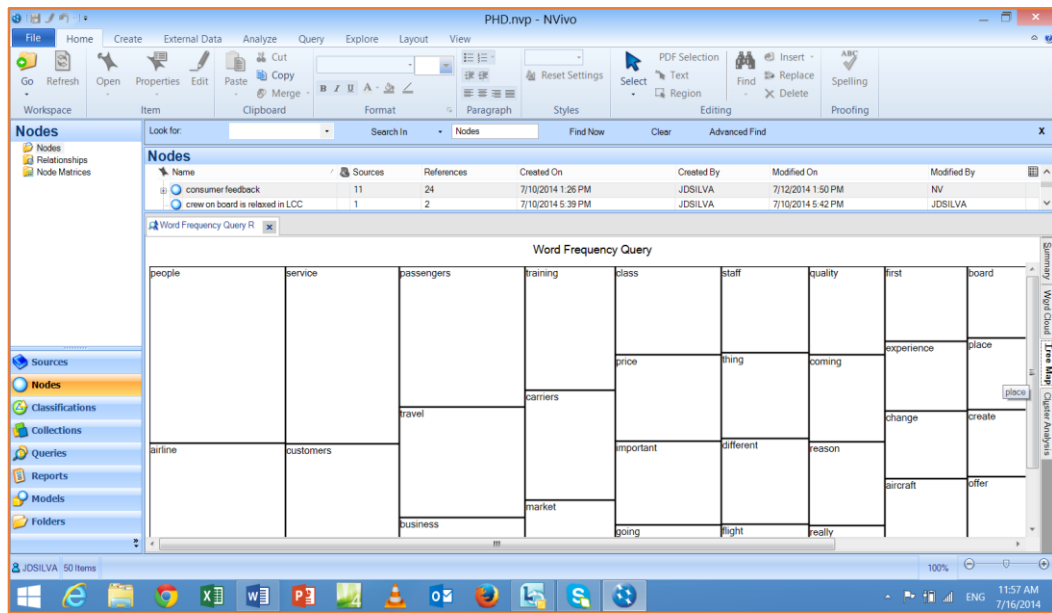 PHD.nvp - NVivo
File Home Create External Data Analyze Query Explore Layout View
Go Refresh Open Properties Edit Paste Cut Copy Merge
B I U A
Reset Settings
Select PDF Selection Text Region Find Insert Replace Delete
ABC Spelling
Workspace Item Clipboard Format Paragraph Styles Editing Proofing
Nodes
Nodes
Relationships
Node Matrices
Look for: Search In Nodes Find Now Clear Advanced Find X
Nodes
Name Sources References Created On Created By Modified On Modified By
consumer feedback 11 24 7/10/2014 1:26 PM JDSILVA 7/12/2014 1:50 PM NV
crew on board is relaxed in LCC 1 2 7/10/2014 5:39 PM JDSILVA 7/10/2014 5:42 PM JDSILVA
Word Frequency Query R
Word Frequency Query
people service passengers training class staff quality first board
experience place
price thing coming
place
carriers
travel change create
airline customers important different reason
aircraft offer
market
business going flight really
Summary
Word Cloud
Tree Map
Cluster Analysis
Sources
Nodes
Classifications
Collections
Queries
Reports
Models
Folders
JDSILVA 50 Items 100%
ENG 11:57 AM
7/16/2014